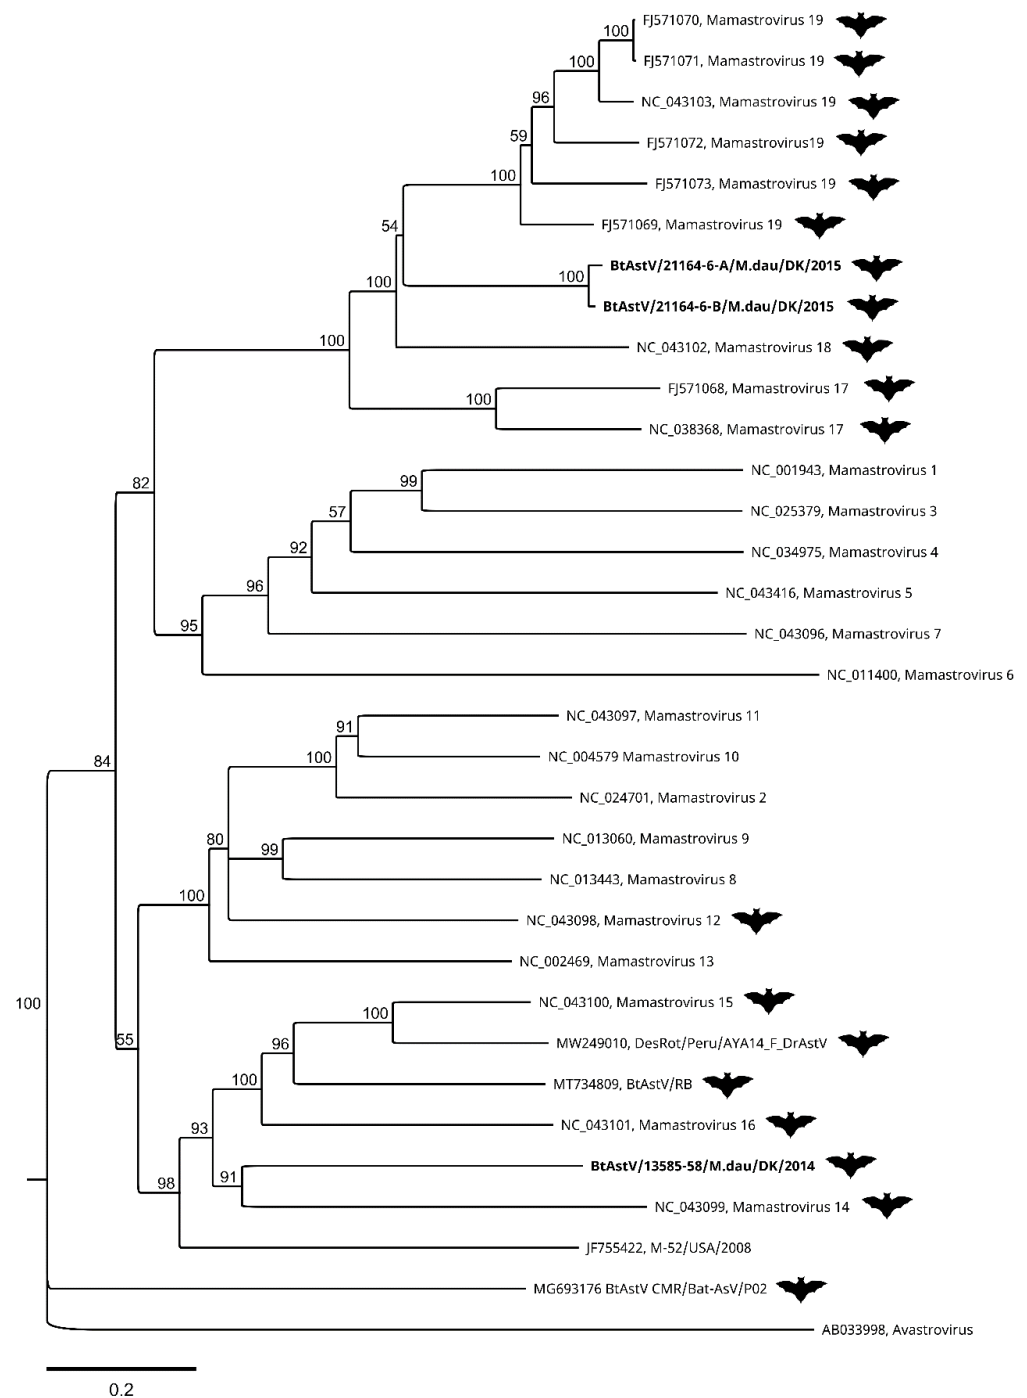 FJ571070, Mamastrovirus 19
100
FJ571071, Mamastrovirus 19
100
NC_043103, Mamastrovirus 19
96
FJ571072, Mamastrovirus19
59
FJ571073, Mamastrovirus 19
100
FJ571069, Mamastrovirus 19
54
BtAstV/21164-6-A/M.dau/DK/2015
100
100
BtAstV/21164-6-B/M.dau/DK/2015
100
NC_043102, Mamastrovirus 18
FJ571068, Mamastrovirus 17
100
NC_038368, Mamastrovirus 17
NC_001943, Mamastrovirus 1
99
82
NC_025379, Mamastrovirus 3
57
NC_034975, Mamastrovirus 4
92
NC_043416, Mamastrovirus 5
96
95
NC_043096, Mamastrovirus 7
NC_011400, Mamastrovirus 6
NC_043097, Mamastrovirus 11
91
NC_004579 Mamastrovirus 10
100
84
NC_024701, Mamastrovirus 2
80
NC_013060, Mamastrovirus 9
99
NC_013443, Mamastrovirus 8
100
NC_043098, Mamastrovirus 12
NC_002469, Mamastrovirus 13
100
NC_043100, Mamastrovirus 15
100
55
MW249010, DesRot/Peru/AYA14_F_DrAstV
96
MT734809, BtAstV/RB
100
NC_043101, Mamastrovirus 16
93
BtAstV/13585-58/M.dau/DK/2014
91
98
NC_043099, Mamastrovirus 14
JF755422, M-52/USA/2008
MG693176 BtAstV CMR/Bat-AsV/P02
AB033998, Avastrovirus
0.2